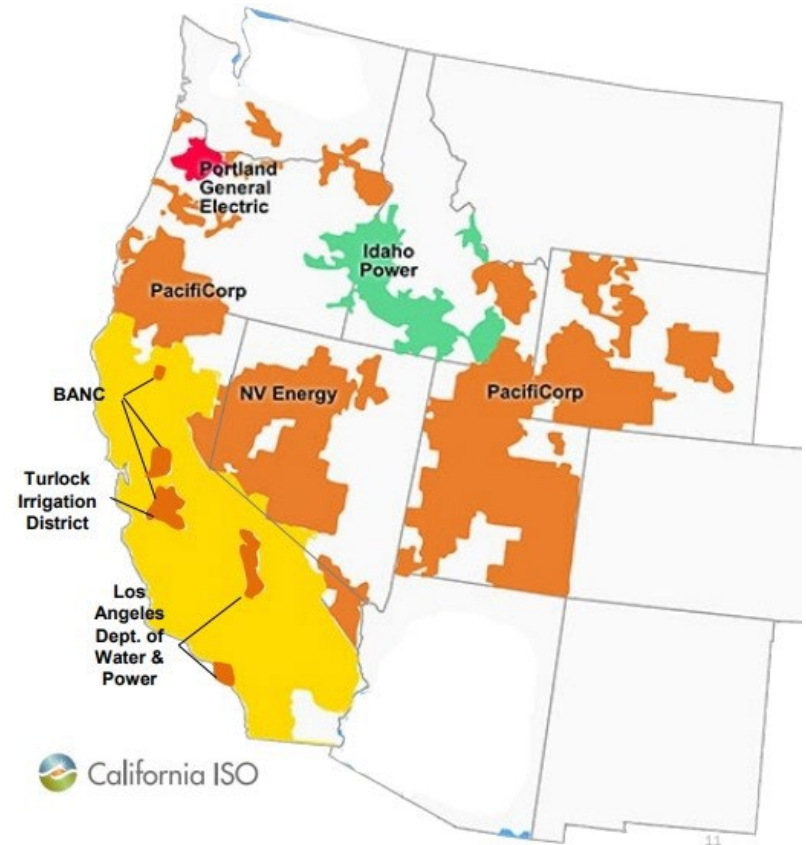 Portland
General
Electric
Idaho
Power
PacifiCorp
BANC
NV Energy
PacifiCorp
Turlock
Irrigation
District
Los
Angeles
Dept. of
Water &
Power
California ISO
11